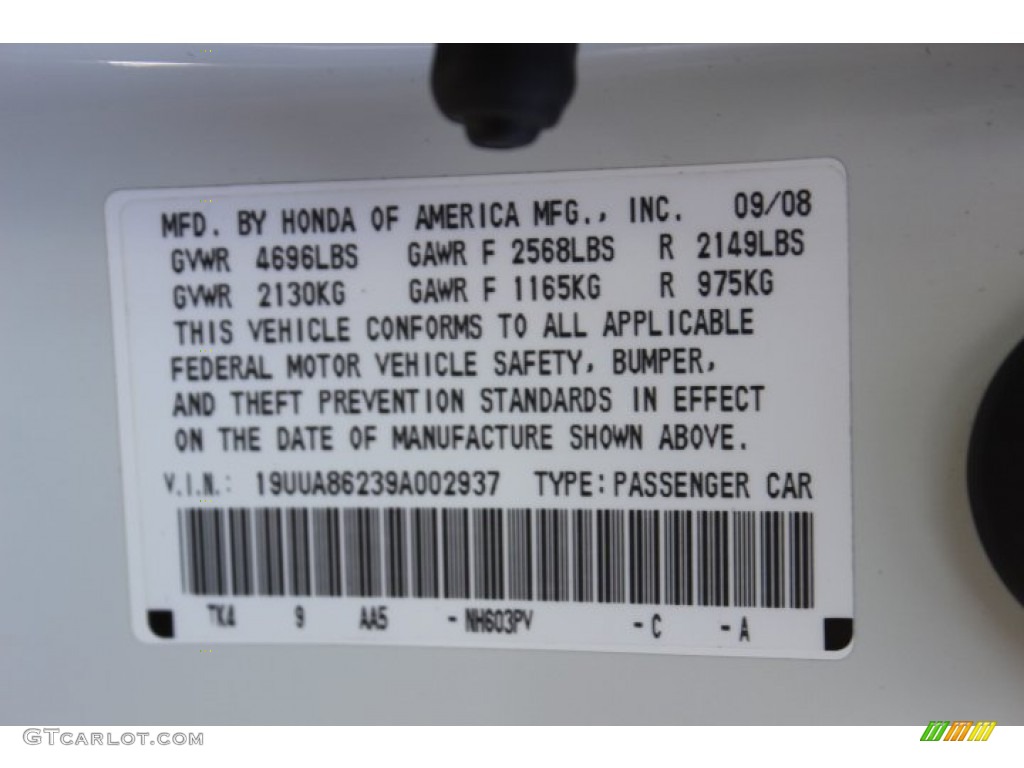 MFD. BY HONDA OF AMERICA MFG., INC. 09/08
GVWR 4696LBS GAWR F 2568LBS R 2149LBS
GVWR 2130KG GAWR F 1165KG R 975KG
THIS VEHICLE CONFORMS TO ALL APPLICABLE
FEDERAL MOTOR VEHICLE SAFETY, BUMPER,
AND THEFT PREVENTION STANDARDS IN EFFECT
ON THE DATE OF MANUFACTURE SHOWN ABOVE.
V.I.N.: 19UUA86239A002937 TYPE: PASSENGER CAR
TK4 9 AA5 - NH603PV - C - A
GTCARLOT.COM